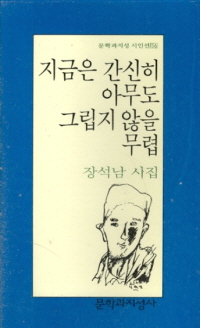 문학과지성 시인선 156
지금은 간신히
아무도
그립지 않을
무렵
장석남 시집
문학과지성사